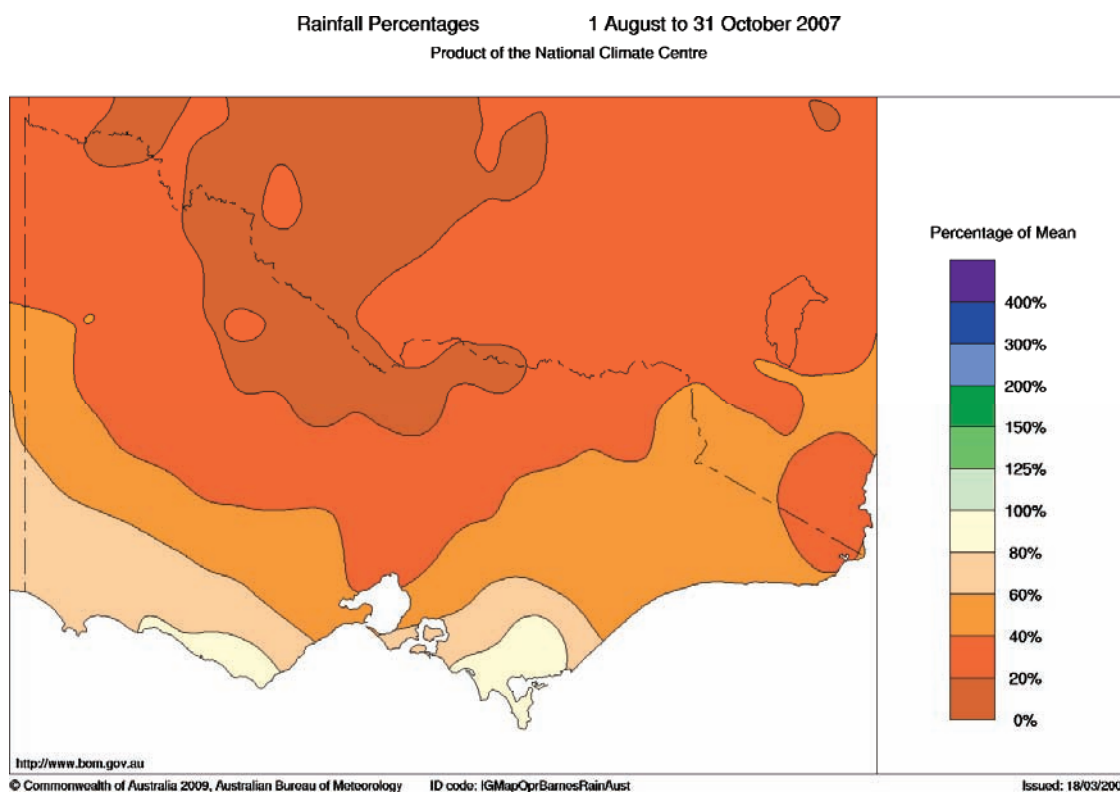 Rainfall Percentages 1 August to 31 October 2007
Product of the National Climate Centre
Percentage of Mean
400%
300%
200%
150%
125%
100%
80%
60%
40%
20%
0%
http://www.bom.gov.au
© Commonwealth of Australia 2009, Australian Bureau of Meteorology ID code: IGMapOprBarnesRainAust Issued: